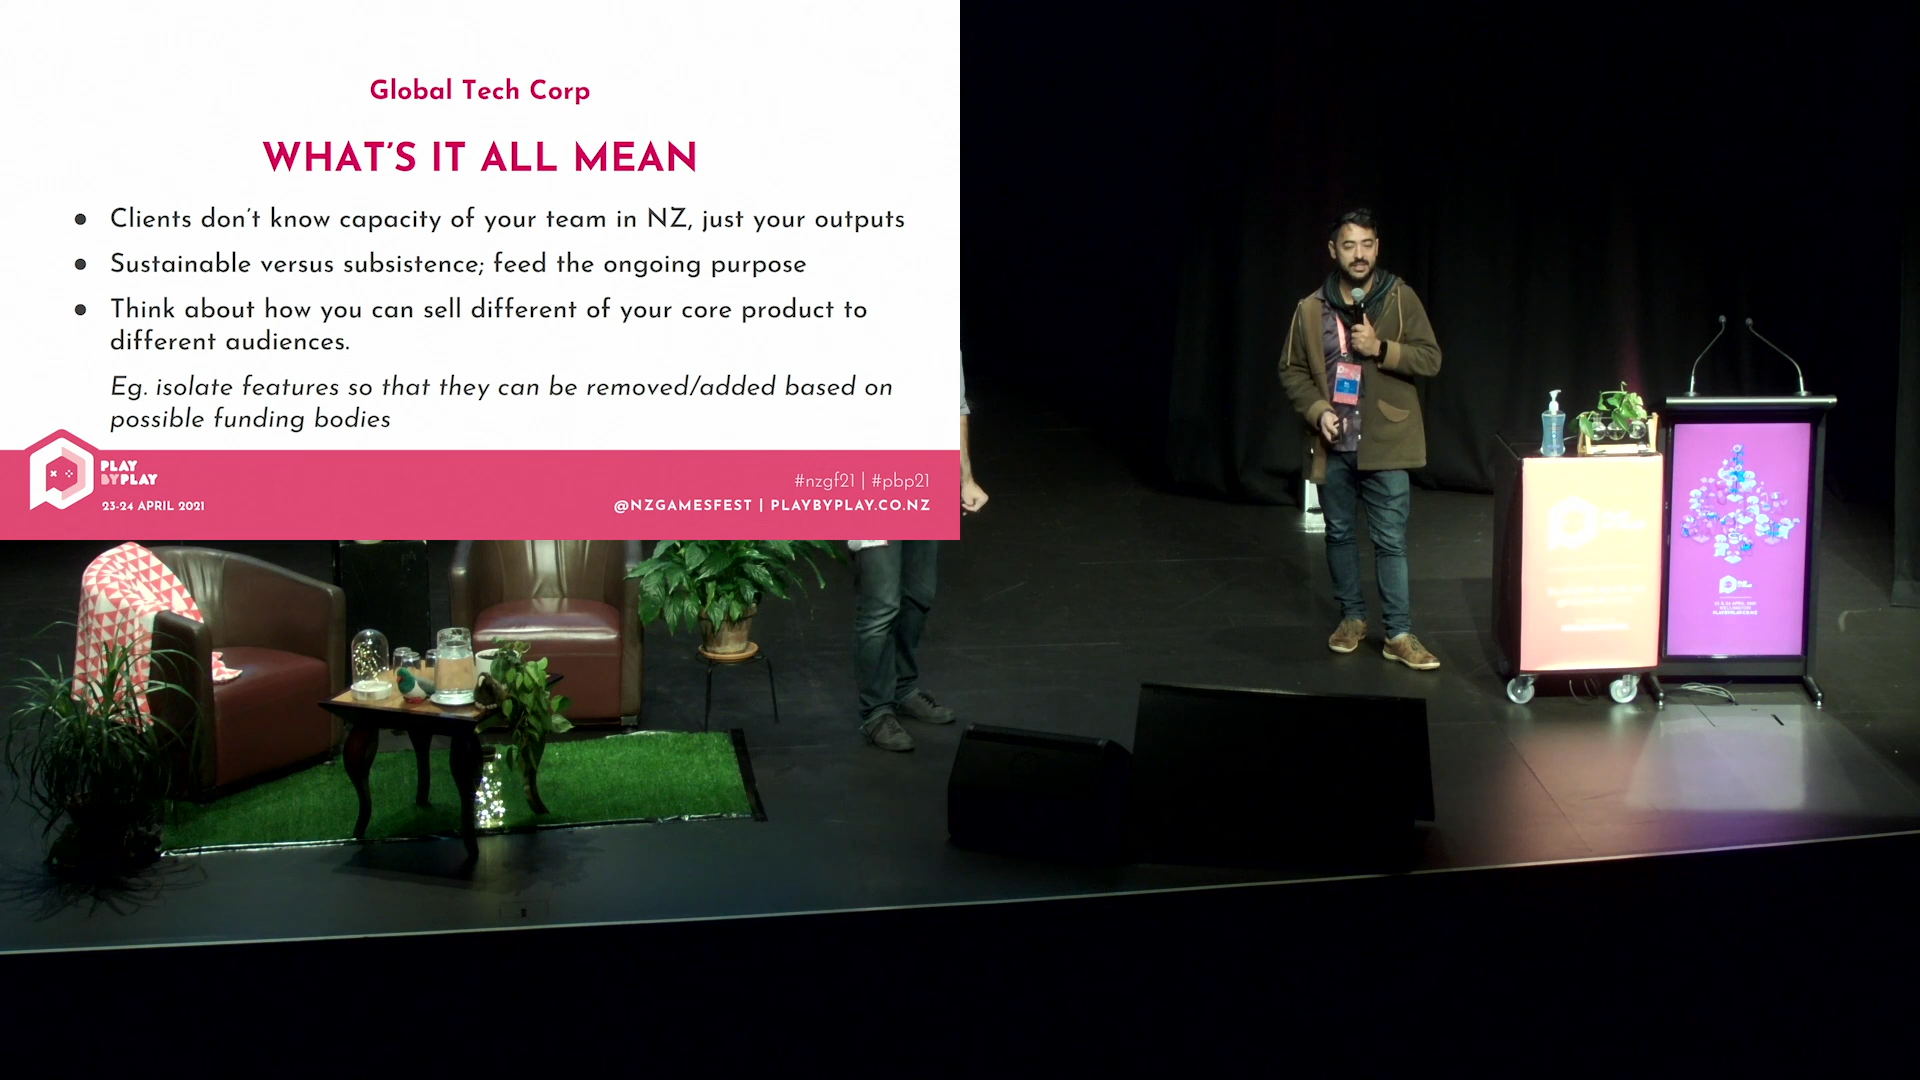 Global Tech Corp
WHAT'S IT ALL MEAN
● Clients don't know capacity of your team in NZ, just your outputs
● Sustainable versus subsistence; feed the ongoing purpose
● Think about how you can sell different of your core product to
different audiences.
Eg. isolate features so that they can be removed/added based on
possible funding bodies
PLAY
BYPLAY
23-24 APRIL 2021
#nzgf21 | #pbp21
@NZGAMESFEST | PLAYBYPLAY.CO.NZ